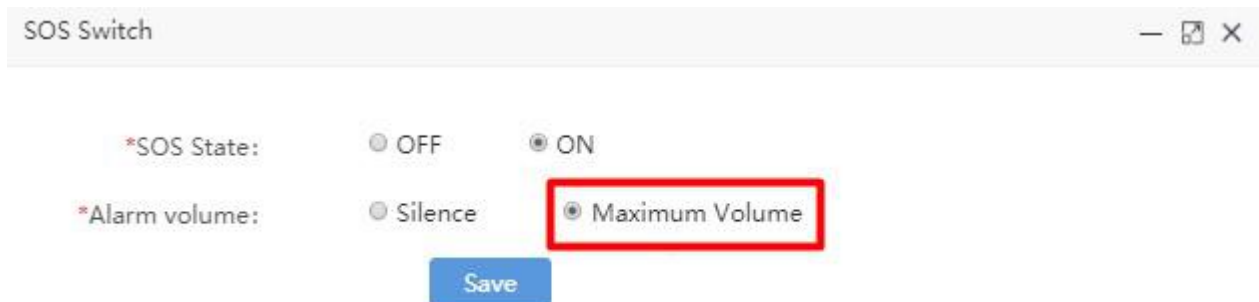 SOS Switch
*SOS State: OFF ON
*Alarm volume: Silence Maximum Volume
Save